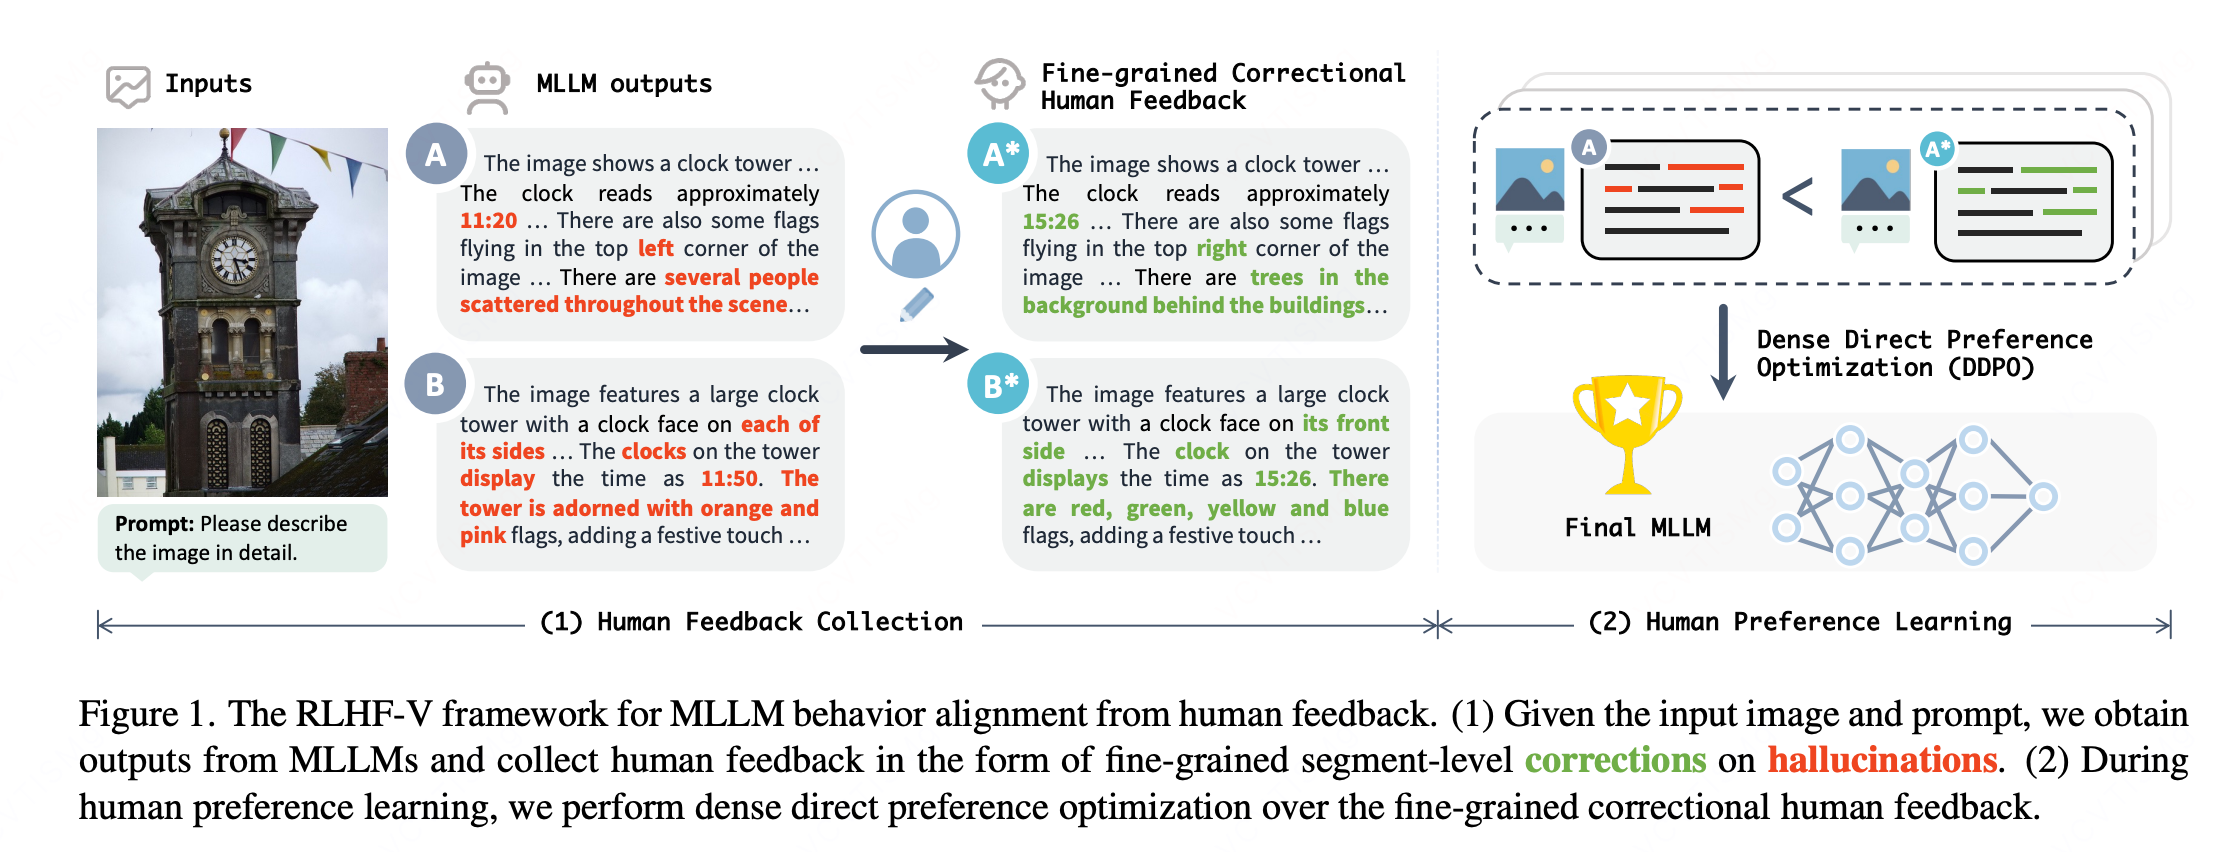 Inputs
MLLM outputs
Fine-grained Correctional
Human Feedback
A
The image shows a clock tower ...
The clock reads approximately
11:20 ... There are also some flags
flying in the top left corner of the
image ... There are several people
scattered throughout the scene...
A*
The image shows a clock tower ...
The clock reads approximately
15:26 ... There are also some flags
flying in the top right corner of the
image ... There are trees in the
background behind the buildings...
B
The image features a large clock
tower with a clock face on each of
its sides ... The clocks on the tower
display the time as 11:50. The
tower is adorned with orange and
pink flags, adding a festive touch ...
B*
The image features a large clock
tower with a clock face on its front
side ... The clock on the tower
displays the time as 15:26. There
are red, green, yellow and blue
flags, adding a festive touch ...
Prompt: Please describe
the image in detail.
A
<
A*
Dense Direct Preference
Optimization (DDPO)
Final MLLM
(1) Human Feedback Collection
(2) Human Preference Learning
Figure 1. The RLHF-V framework for MLLM behavior alignment from human feedback. (1) Given the input image and prompt, we obtain
outputs from MLLMs and collect human feedback in the form of fine-grained segment-level corrections on hallucinations. (2) During
human preference learning, we perform dense direct preference optimization over the fine-grained correctional human feedback.